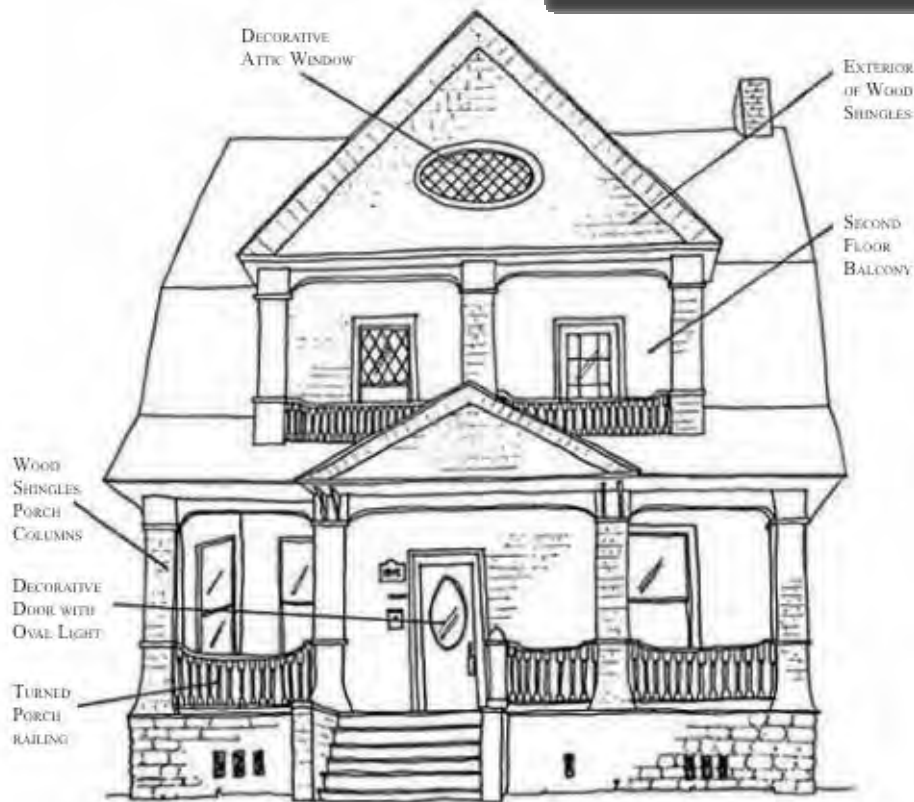 Decorative
Attic Window
Exterior
of Wood
Shingles
Second
Floor
Balcony
Wood
Shingles
Porch
Columns
Decorative
Door with
Oval Light
Turned
Porch
railing